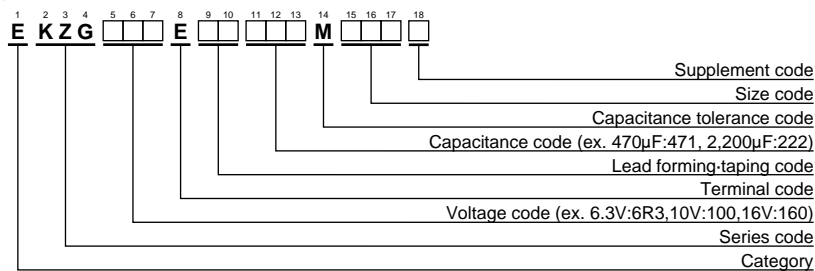 1 2 3 4 5 6 7 8 9 10 11 12 13 14 15 16 17 18
E KZG E M
Supplement code
Size code
Capacitance tolerance code
Capacitance code (ex. 470µF:471, 2,200µF:222)
Lead forming·taping code
Terminal code
Voltage code (ex. 6.3V:6R3,10V:100,16V:160)
Series code
Category